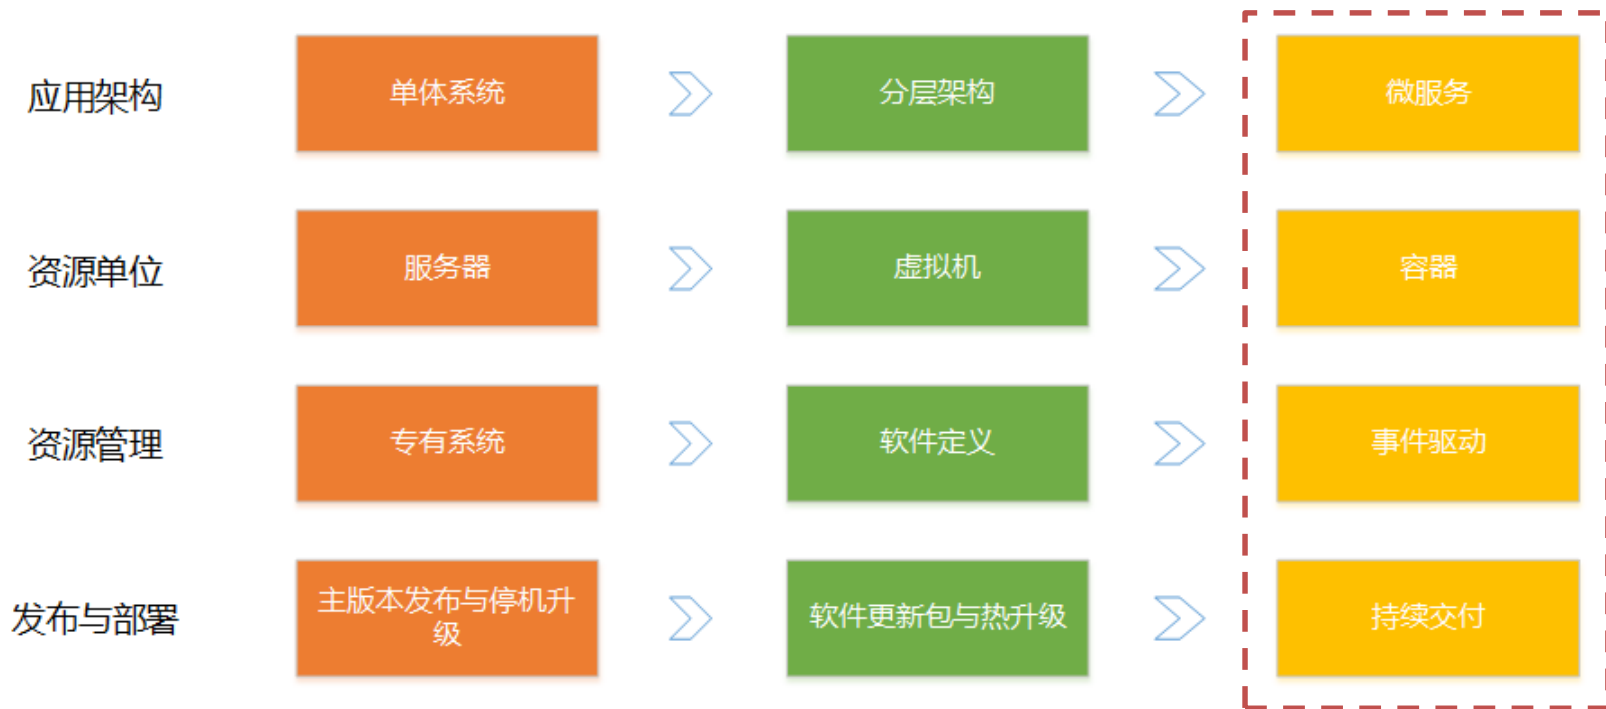 应用架构
单体系统
分层架构
微服务
资源单位
服务器
虚拟机
容器
资源管理
专有系统
软件定义
事件驱动
发布与部署
主版本发布与停机升
级
软件更新包与热升级
持续交付